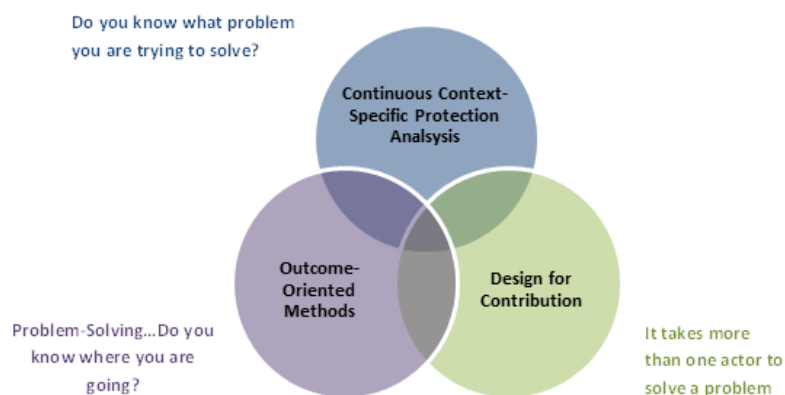 Do you know what problem
you are trying to solve?
Continuous Context-
Specific Protection
Analsysis
Outcome-
Oriented
Methods
Design for
Contribution
Problem-Solving...Do you
know where you are
going?
It takes more
than one actor to
solve a problem